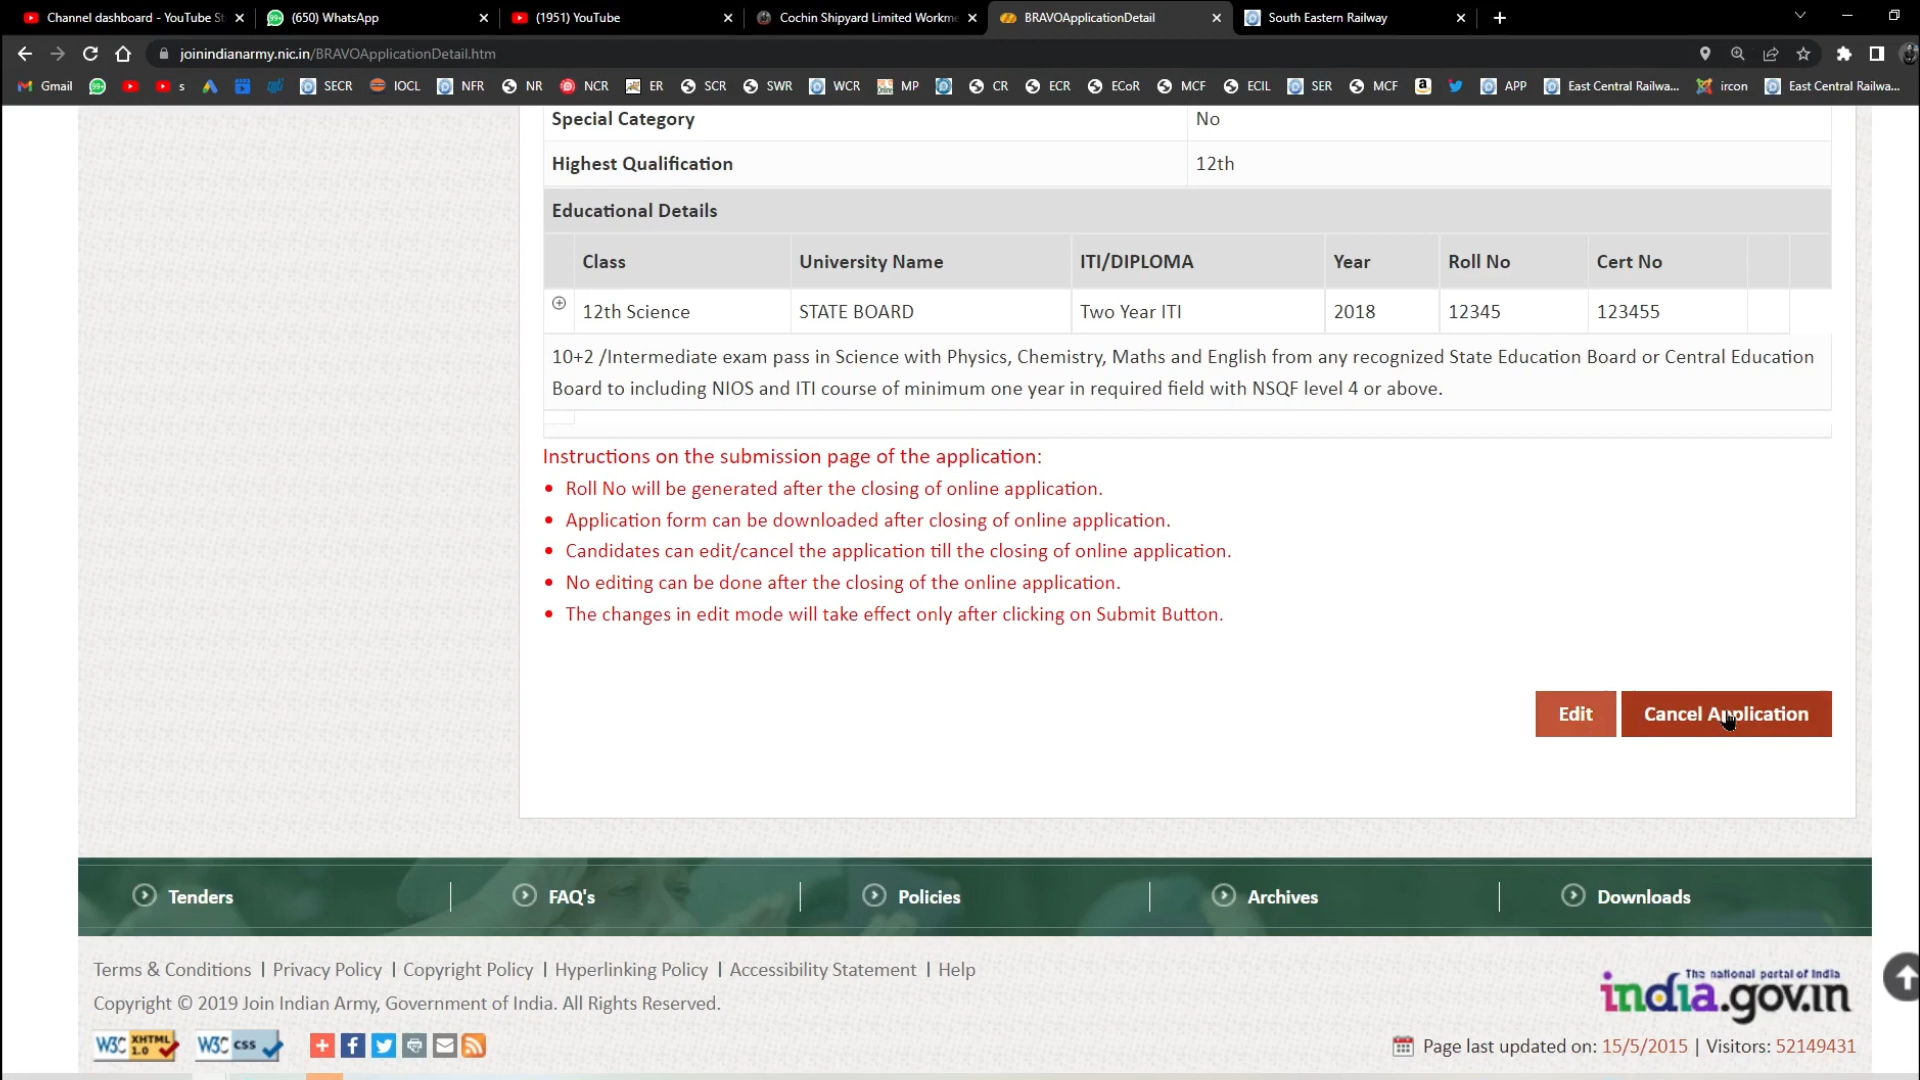 Channel dashboard - YouTube St
(650) WhatsApp
(1951) YouTube
Cochin Shipyard Limited Workme
BRAVOApplicationDetail
South Eastern Railway
joinindianarmy.nic.in/BRAVOApplicationDetail.htm
Gmail
s
SECR
IOCL
NFR
NR
NCR
ER
SCR
SWR
WCR
MP
CR
ECR
ECoR
MCF
ECIL
SER
MCF
APP
East Central Railwa...
ircon
East Central Railwa...
Special Category No
Highest Qualification 12th
Educational Details
Class University Name ITI/DIPLOMA Year Roll No Cert No
12th Science STATE BOARD Two Year ITI 2018 12345 123455
10+2 /Intermediate exam pass in Science with Physics, Chemistry, Maths and English from any recognized State Education Board or Central Education
Board to including NIOS and ITI course of minimum one year in required field with NSQF level 4 or above.
Instructions on the submission page of the application:
Roll No will be generated after the closing of online application.
Application form can be downloaded after closing of online application.
Candidates can edit/cancel the application till the closing of online application.
No editing can be done after the closing of the online application.
The changes in edit mode will take effect only after clicking on Submit Button.
Edit Cancel Application
Tenders FAQ's Policies Archives Downloads
Terms & Conditions | Privacy Policy | Copyright Policy | Hyperlinking Policy | Accessibility Statement | Help
The national portal of India
india.gov.in
Copyright © 2019 Join Indian Army, Government of India. All Rights Reserved.
W3C XHTML 1.0
W3C CSS
Page last updated on: 15/5/2015 | Visitors: 52149431